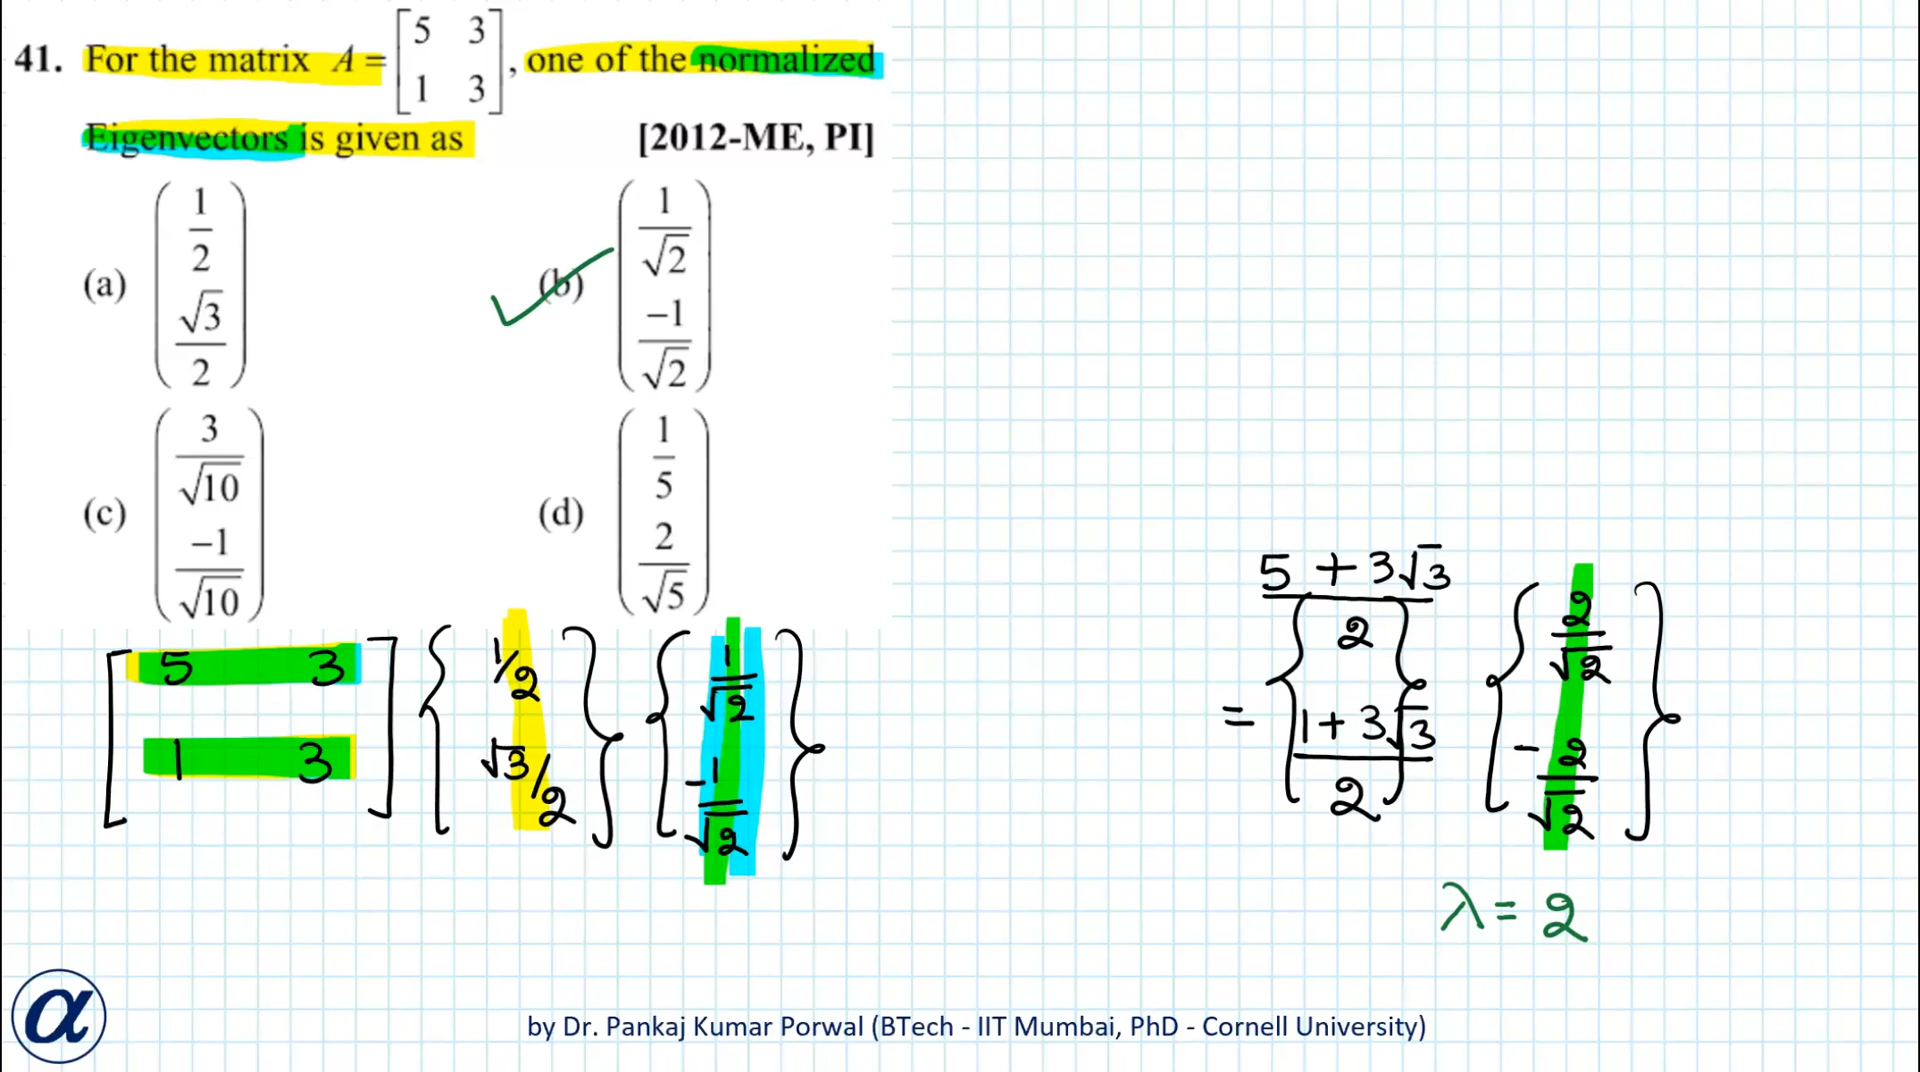 41. For the matrix A = [5 3; 1 3], one of the normalized
Eigenvectors is given as [2012-ME, PI]
(a) (1/2, √3/2) (b) (1/√2, -1/√2)
(c) (3/√10, -1/√10) (d) (1/5, 2/√5)
[5 3; 1 3] {1/2, √3/2} {1/√2, -1/√2} = {5 + 3√3/2, 1 + 3√3/2} {2/√2, -2/√2}
λ = 2
α
by Dr. Pankaj Kumar Porwal (BTech - IIT Mumbai, PhD - Cornell University)